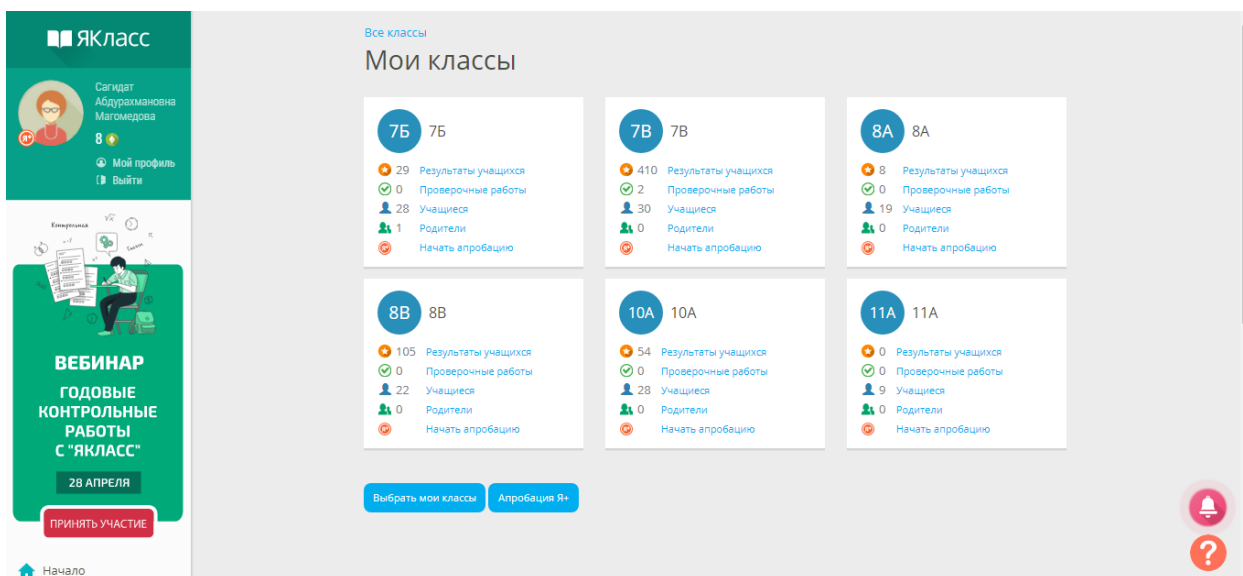 ЯКласс
Сагидат
Абдурахмановна
Магомедова
8
Мой профиль
Выйти
Контрольная
ВЕБИНАР
ГОДОВЫЕ
КОНТРОЛЬНЫЕ
РАБОТЫ
С "ЯКЛАСС"
28 АПРЕЛЯ
ПРИНЯТЬ УЧАСТИЕ
Начало
Все классы
Мои классы
7Б 7Б
29 Результаты учащихся
0 Проверочные работы
28 Учащиеся
1 Родители
Начать апробацию
7В 7В
410 Результаты учащихся
2 Проверочные работы
30 Учащиеся
0 Родители
Начать апробацию
8А 8А
8 Результаты учащихся
0 Проверочные работы
19 Учащиеся
0 Родители
Начать апробацию
8В 8В
105 Результаты учащихся
0 Проверочные работы
22 Учащиеся
0 Родители
Начать апробацию
10А 10А
54 Результаты учащихся
0 Проверочные работы
28 Учащиеся
0 Родители
Начать апробацию
11А 11А
0 Результаты учащихся
0 Проверочные работы
9 Учащиеся
0 Родители
Начать апробацию
Выбрать мои классы
Апробация Я+